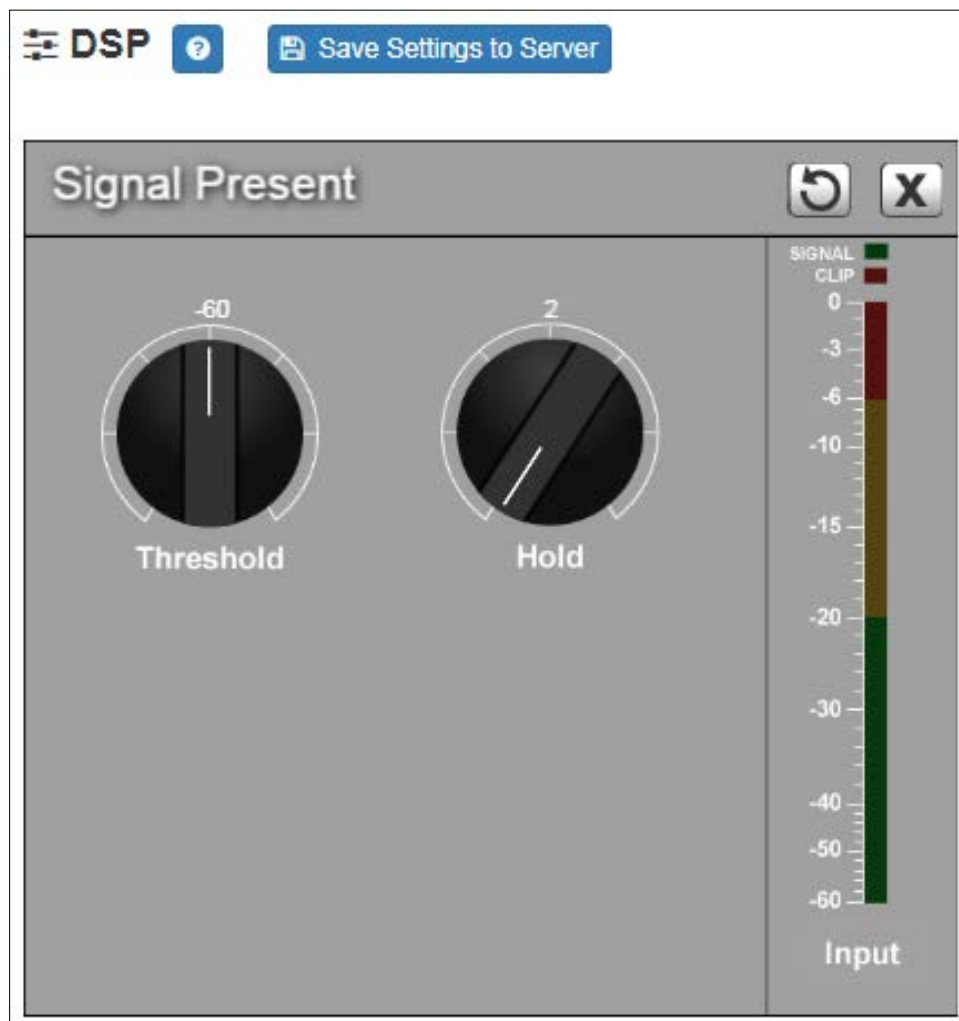 DSP ? Save Settings to Server
Signal Present X
SIGNAL
CLIP
-60
2
Threshold
Hold
0
-3
-6
-10
-15
-20
-30
-40
-50
-60
Input